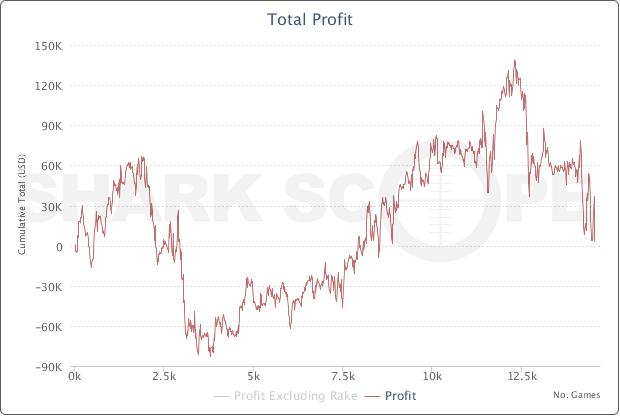 Total Profit
150K
120K
90K
60K
30K
0
-30K
-60K
-90K
Cumulative Total (USD)
SHARK SCOPE
0k
2.5k
5k
7.5k
10k
12.5k
No. Games
Profit Excluding Rake
Profit